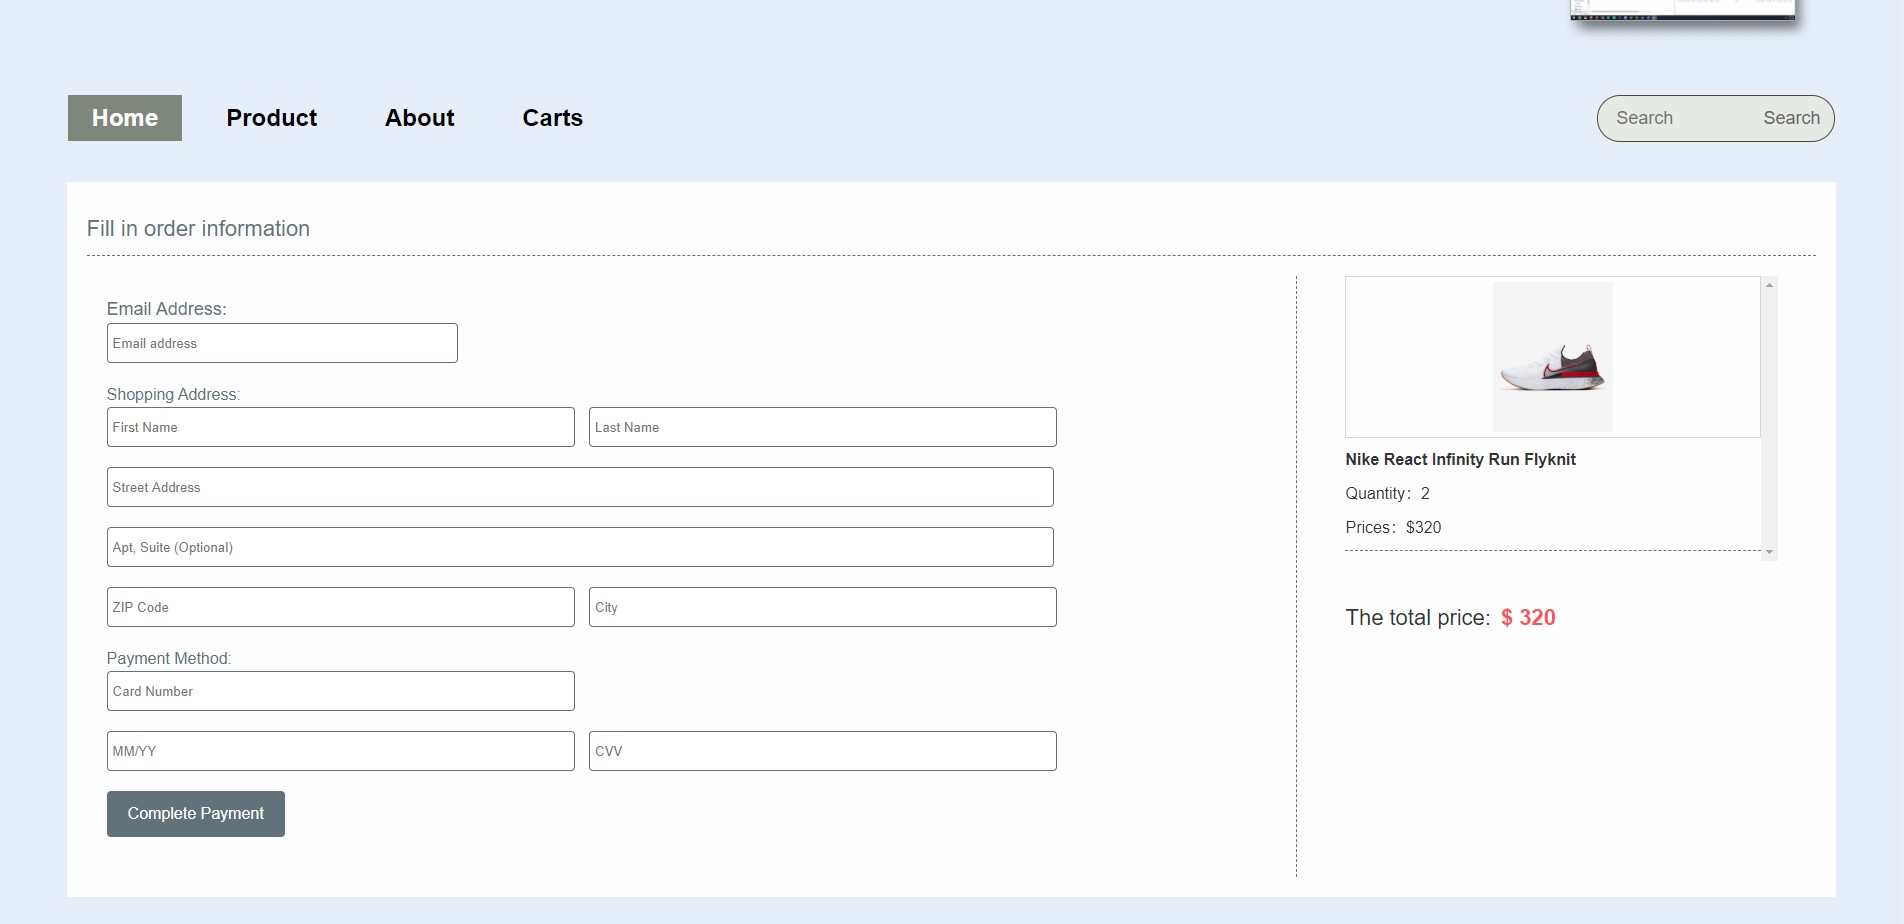 Home Product About Carts Search Search
Fill in order information
Email Address:
Email address
Shopping Address:
First Name Last Name
Street Address
Apt, Suite (Optional)
ZIP Code City
Payment Method:
Card Number
MM/YY CVV
Complete Payment
Nike React Infinity Run Flyknit
Quantity：2
Prices：$320
The total price: $ 320